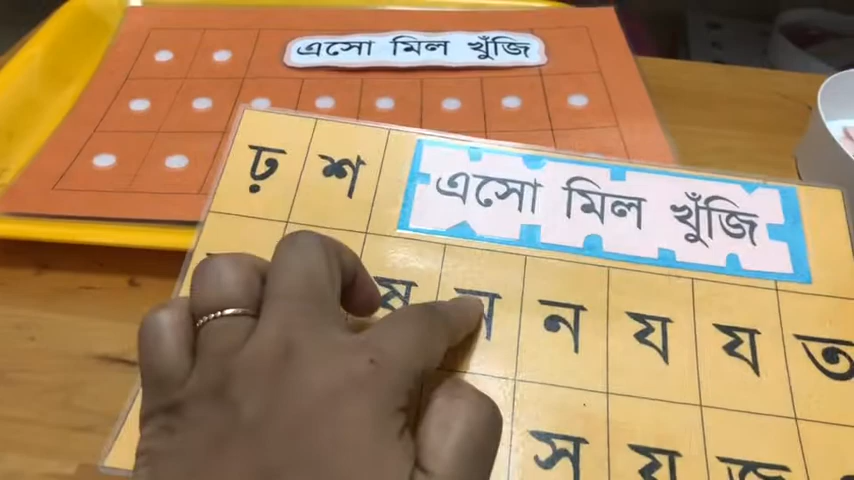 এসো মিল খুঁজি
ঢ় শ এসো মিল খুঁজি
ষ ন ন য য ত
স য